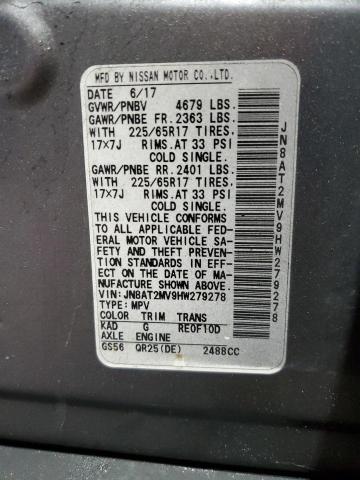 MFD BY NISSAN MOTOR CO.,LTD.
DATE 6/17
GVWR/PNBV 4679 LBS.
GAWR/PNBE FR. 2363 LBS.
WITH 225/65R17 TIRES,
17x7J RIMS.AT 33 PSI
COLD SINGLE.
GAWR/PNBE RR. 2401 LBS.
WITH 225/65R17 TIRES,
17x7J RIMS.AT 33 PSI
COLD SINGLE.
THIS VEHICLE CONFORMS
TO ALL APPLICABLE FED-
ERAL MOTOR VEHICLE SA-
FETY AND THEFT PREVEN-
TION STANDARDS IN EFF-
ECT ON THE DATE OF MA-
NUFACTURE SHOWN ABOVE.
VIN:JN8AT2MV9HW279278
TYPE: MPV
COLOR TRIM TRANS
KAD G RE0F10D
AXLE ENGINE
GS56 QR25(DE) 2488CC
JN8AT2MV9HW279278